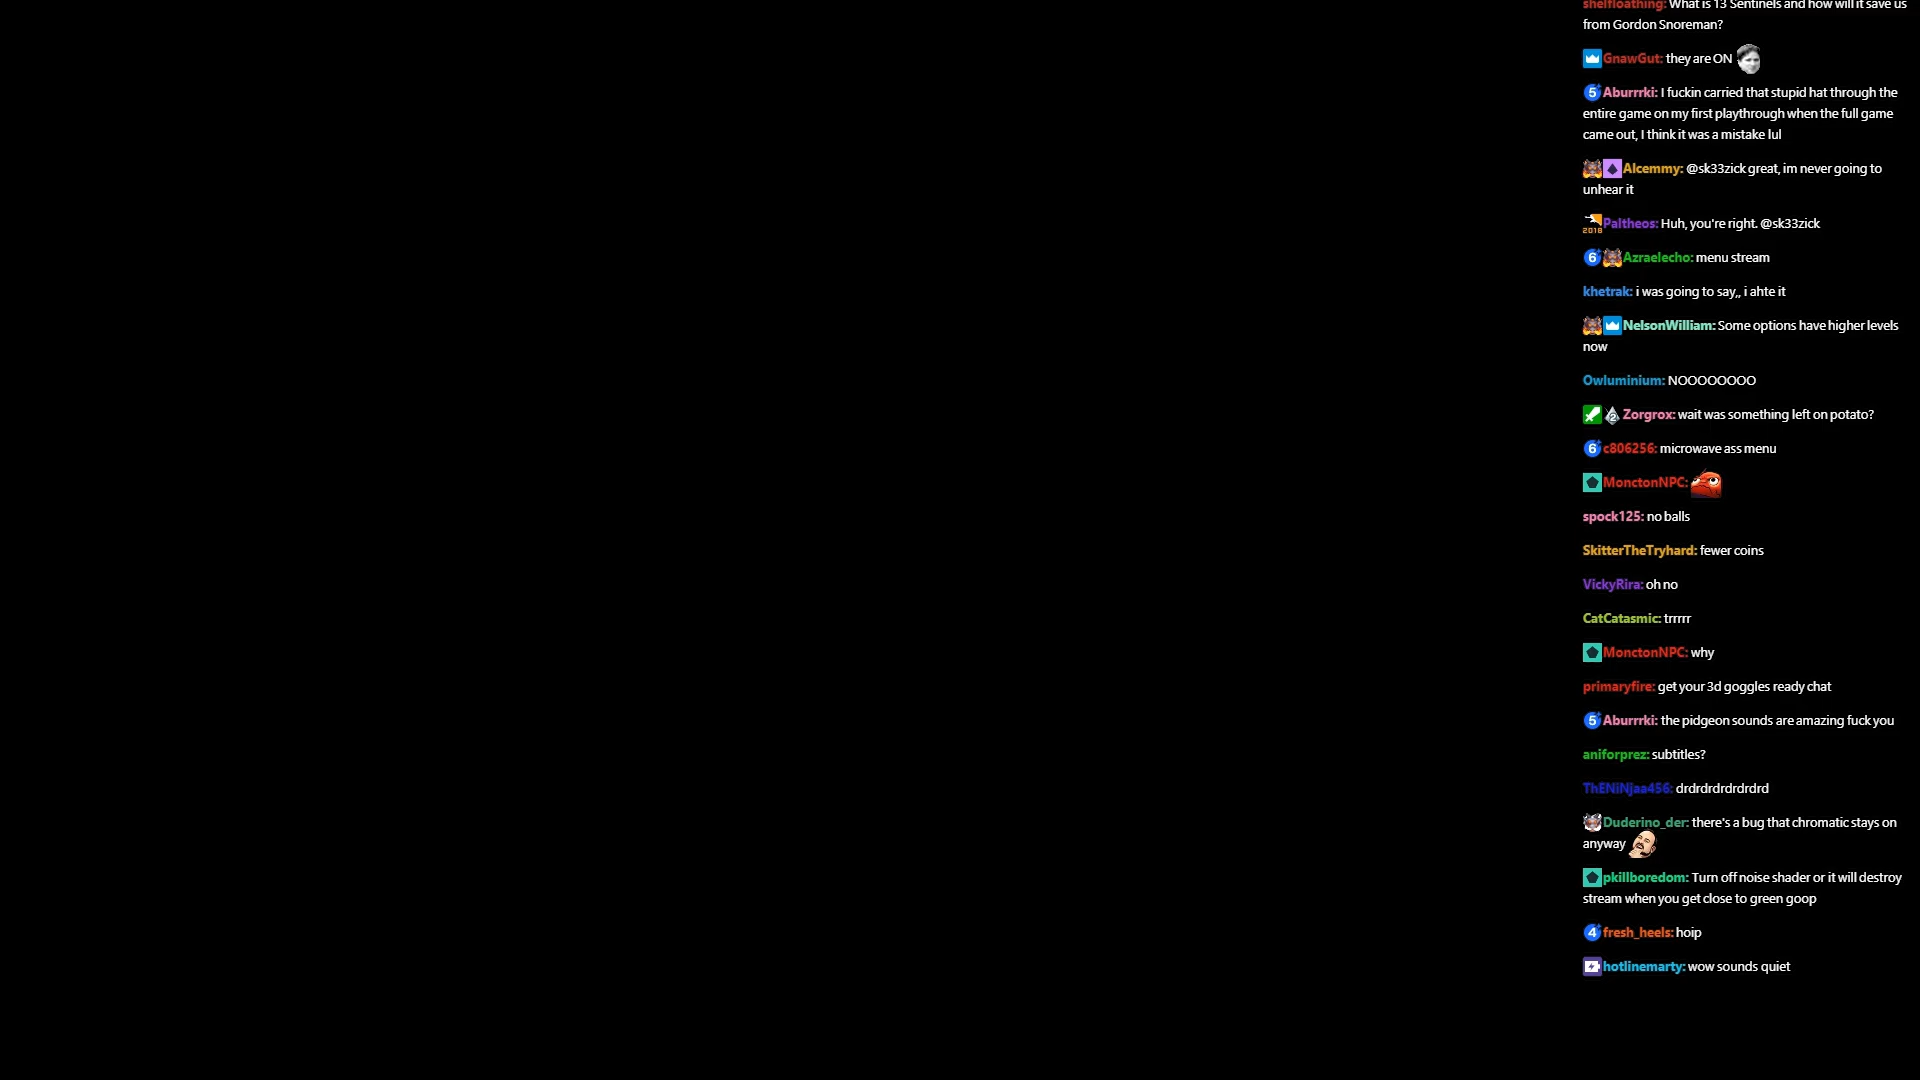 shelfloathing: What is 13 Sentinels and how will it save us
from Gordon Snoreman?
GnawGut: they are ON
5 Aburrrki: I fuckin carried that stupid hat through the
entire game on my first playthrough when the full game
came out, I think it was a mistake lul
Alcemmy: @sk33zick great, im never going to
unhear it
2018 Paltheos: Huh, you're right. @sk33zick
6 Azraelecho: menu stream
khetrak: i was going to say,, i ahte it
NelsonWilliam: Some options have higher levels
now
Owluminium: NOOOOOOOO
2 Zorgrox: wait was something left on potato?
6 c806256: microwave ass menu
MonctonNPC:
spock125: no balls
SkitterTheTryhard: fewer coins
VickyRira: oh no
CatCatasmic: trrrrr
MonctonNPC: why
primaryfire: get your 3d goggles ready chat
5 Aburrrki: the pidgeon sounds are amazing fuck you
aniforprez: subtitles?
ThENiNjaa456: drdrdrdrdrdrdrd
Duderino_der: there's a bug that chromatic stays on
anyway
pkillboredom: Turn off noise shader or it will destroy
stream when you get close to green goop
4 fresh_heels: hoip
hotlinemarty: wow sounds quiet